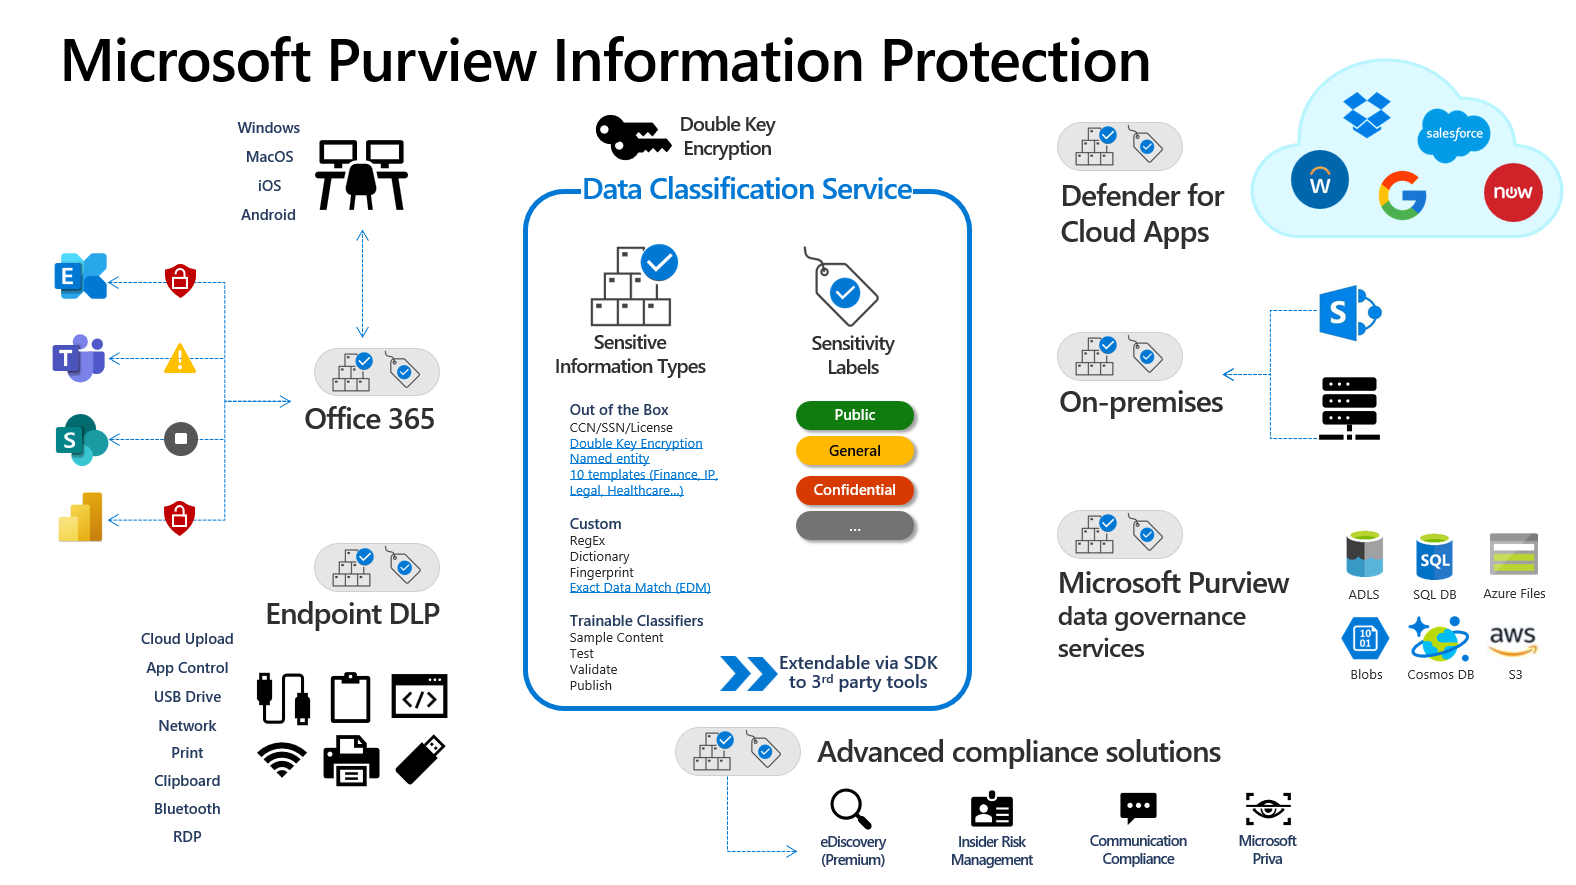 Microsoft Purview Information Protection
Windows
MacOS
iOS
Android
E
T
S
Office 365
Endpoint DLP
Cloud Upload
App Control
USB Drive
Network
Print
Clipboard
Bluetooth
RDP
</>
Double Key
Encryption
Data Classification Service
Sensitive
Information Types
Out of the Box
CCN/SSN/License
Double Key Encryption
Named entity
10 templates (Finance, IP,
Legal, Healthcare...)
Custom
RegEx
Dictionary
Fingerprint
Exact Data Match (EDM)
Trainable Classifiers
Sample Content
Test
Validate
Publish
Sensitivity
Labels
Public
General
Confidential
...
Extendable via SDK
to 3rd party tools
Defender for
Cloud Apps
salesforce
W
G
now
On-premises
S
Microsoft Purview
data governance
services
ADLS
SQL
SQL DB
Azure Files
10
01
Blobs
Cosmos DB
aws
S3
Advanced compliance solutions
eDiscovery
(Premium)
Insider Risk
Management
Communication
Compliance
Microsoft
Priva